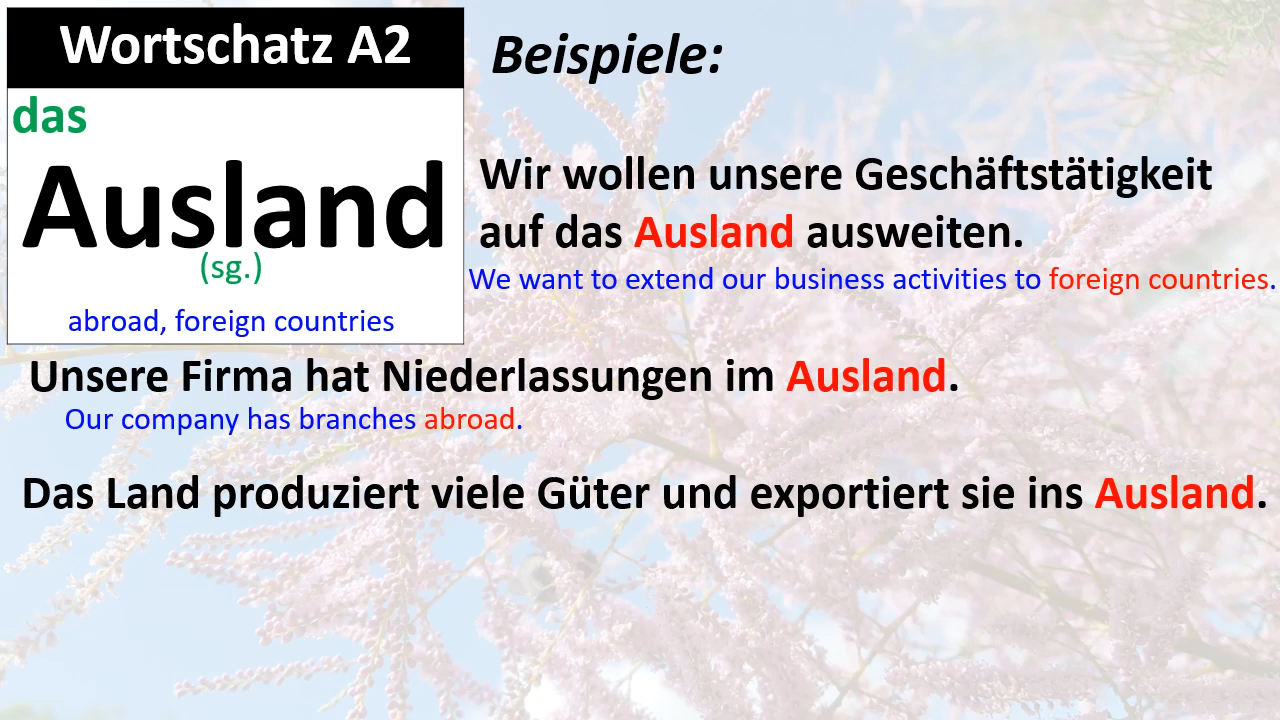 Wortschatz A2
das
Ausland
(sg.)
abroad, foreign countries
Beispiele:
Wir wollen unsere Geschäftstätigkeit
auf das Ausland ausweiten.
We want to extend our business activities to foreign countries.
Unsere Firma hat Niederlassungen im Ausland.
Our company has branches abroad.
Das Land produziert viele Güter und exportiert sie ins Ausland.